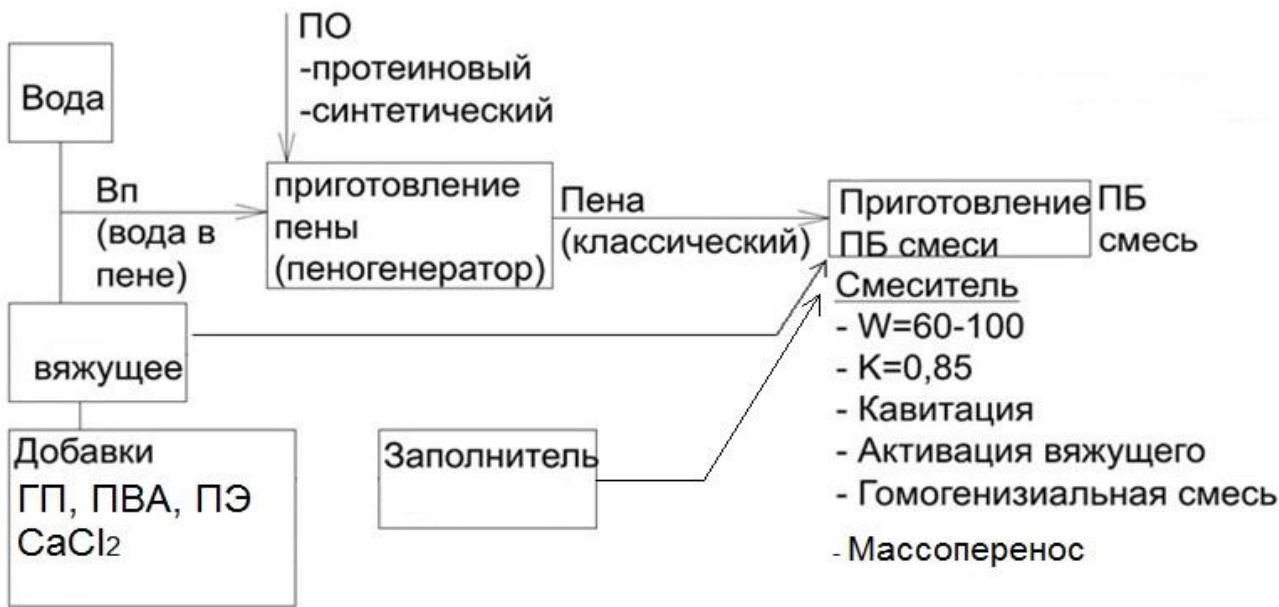 Вода
ПО
-протеиновый
-синтетический
Вп
(вода в
пене)
приготовление
пены
(пеногенератор)
Пена
(классический)
Приготовление
ПБ смеси
ПБ
смесь
Смеситель
- W=60-100
- K=0,85
- Кавитация
- Активация вяжущего
- Гомогенизиальная смесь
- Массоперенос
вяжущее
Добавки
ГП, ПВА, ПЭ
CaCl₂
Заполнитель